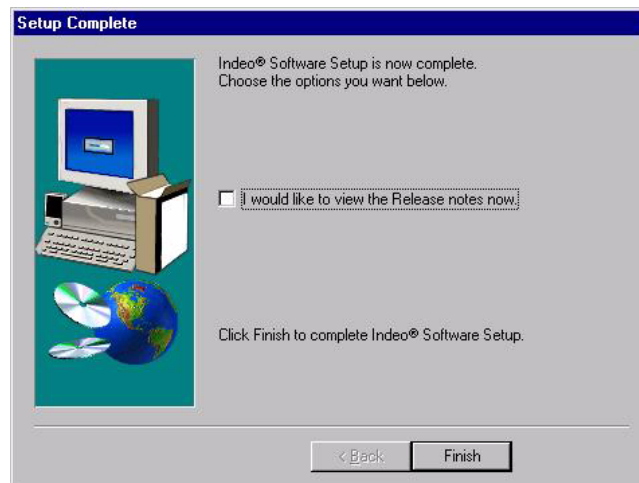 Setup Complete
Indeo® Software Setup is now complete.
Choose the options you want below.
I would like to view the Release notes now.
Click Finish to complete Indeo® Software Setup.
< Back
Finish